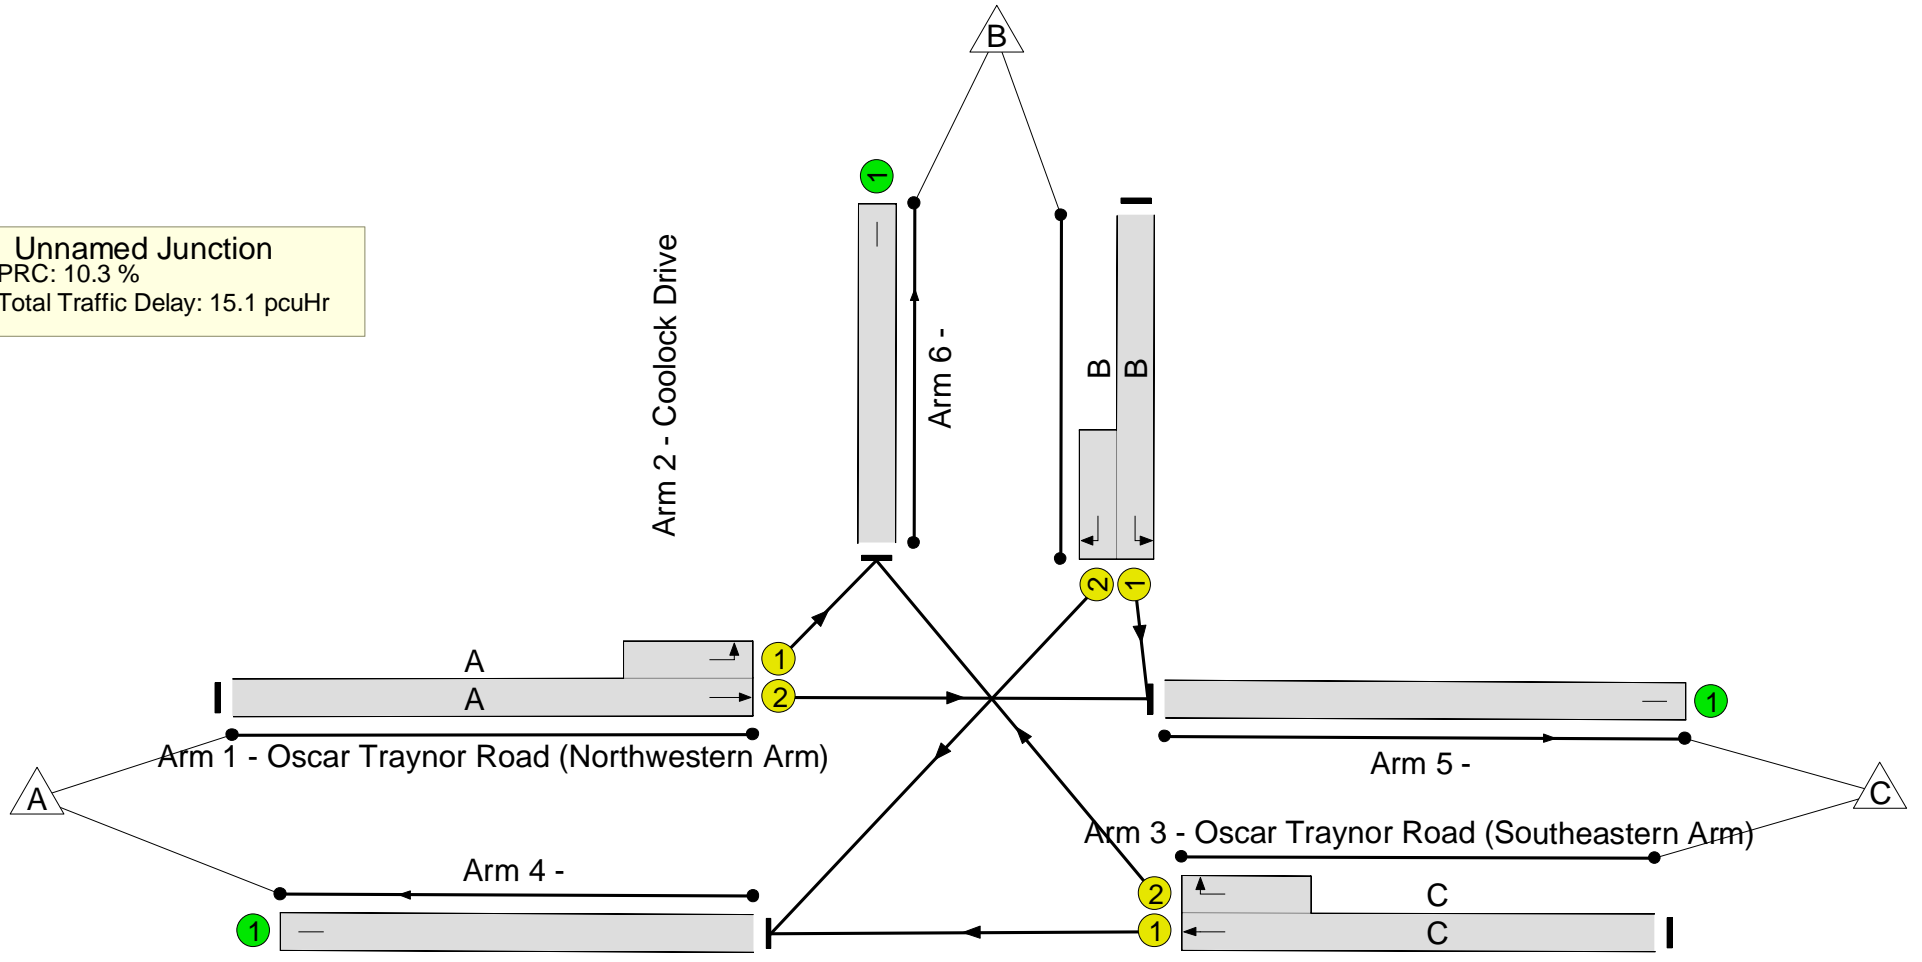 B
1
Unnamed Junction
PRC: 10.3 %
Total Traffic Delay: 15.1 pcuHr
Arm 2 - Coolock Drive
Arm 6 -
B
B
2
1
A
1
A
2
1
Arm 1 - Oscar Traynor Road (Northwestern Arm)
Arm 5 -
A
C
Arm 3 - Oscar Traynor Road (Southeastern Arm)
Arm 4 -
2
C
1
1
C